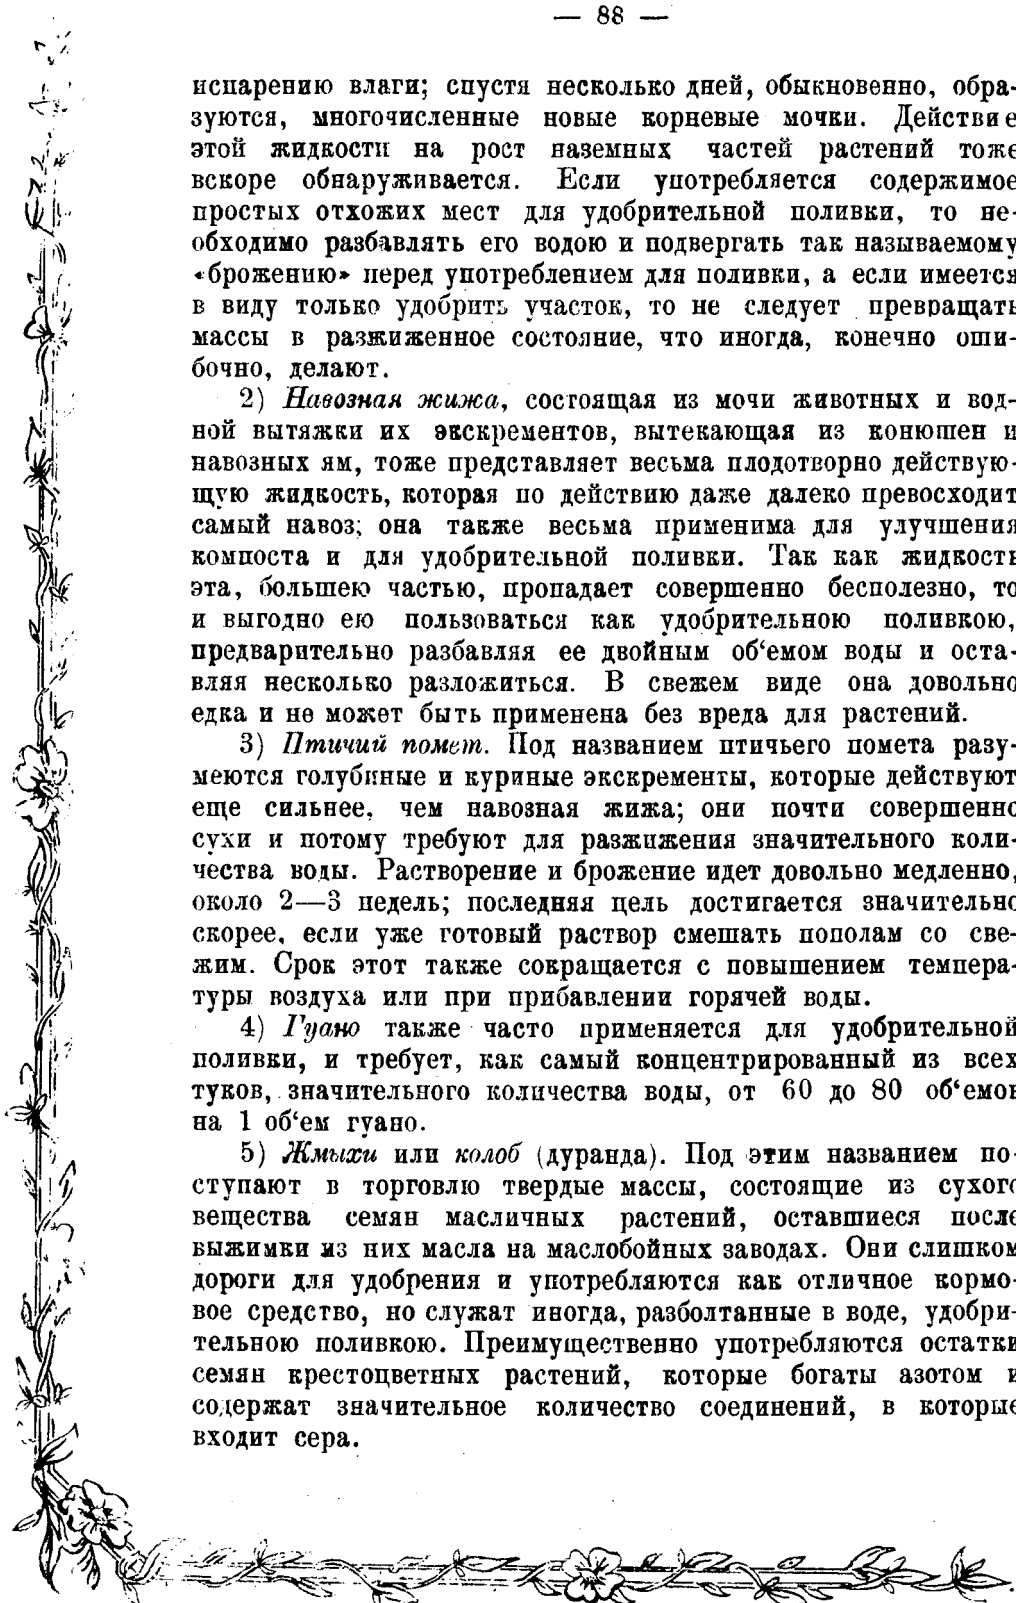 — 88 —
испарению влаги; спустя несколько дней, обыкновенно, обра-
зуются, многочисленные новые корневые мочки. Действие
этой жидкости на рост наземных частей растений тоже
вскоре обнаруживается. Если употребляется содержимое
простых отхожих мест для удобрительной поливки, то не-
обходимо разбавлять его водою и подвергать так называемому
«брожению» перед употреблением для поливки, а если имеется
в виду только удобрить участок, то не следует превращать
массы в разжиженное состояние, что иногда, конечно оши-
бочно, делают.
2) Навозная жижа, состоящая из мочи животных и вод-
ной вытяжки их экскрементов, вытекающая из конюшен и
навозных ям, тоже представляет весьма плодотворно действую-
щую жидкость, которая по действию даже далеко превосходит
самый навоз; она также весьма применима для улучшения
компоста и для удобрительной поливки. Так как жидкость
эта, большею частью, пропадает совершенно бесполезно, то
и выгодно ею пользоваться как удобрительною поливкою,
предварительно разбавляя ее двойным об‘емом воды и оста-
вляя несколько разложиться. В свежем виде она довольно
едка и не может быть применена без вреда для растений.
3) Птичий помет. Под названием птичьего помета разу-
меются голубиные и куриные экскременты, которые действуют
еще сильнее, чем навозная жижа; они почти совершенно
сухи и потому требуют для разжижения значительного коли-
чества воды. Растворение и брожение идет довольно медленно,
около 2—3 недель; последняя цель достигается значительно
скорее, если уже готовый раствор смешать пополам со све-
жим. Срок этот также сокращается с повышением темпера-
туры воздуха или при прибавлении горячей воды.
4) Гуано также часто применяется для удобрительной
поливки, и требует, как самый концентрированный из всех
туков, значительного количества воды, от 60 до 80 об‘емов
на 1 об‘ем гуано.
5) Жмыхи или колоб (дуранда). Под этим названием по-
ступают в торговлю твердые массы, состоящие из сухого
вещества семян масличных растений, оставшиеся после
выжимки из них масла на маслобойных заводах. Они слишком
дороги для удобрения и употребляются как отличное кормо-
вое средство, но служат иногда, разболтанные в воде, удобри-
тельною поливкою. Преимущественно употребляются остатки
семян крестоцветных растений, которые богаты азотом и
содержат значительное количество соединений, в которые
входит сера.